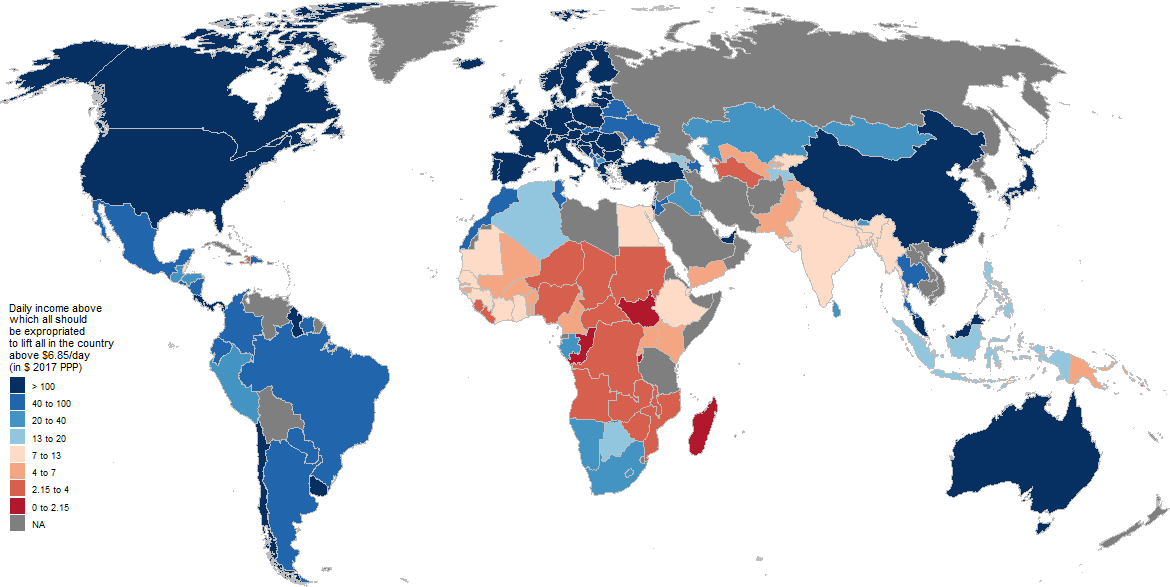 Daily income above
which all should
be expropriated
to lift all in the country
above $6.85/day
(in $ 2017 PPP)
> 100
40 to 100
20 to 40
13 to 20
7 to 13
4 to 7
2.15 to 4
0 to 2.15
NA